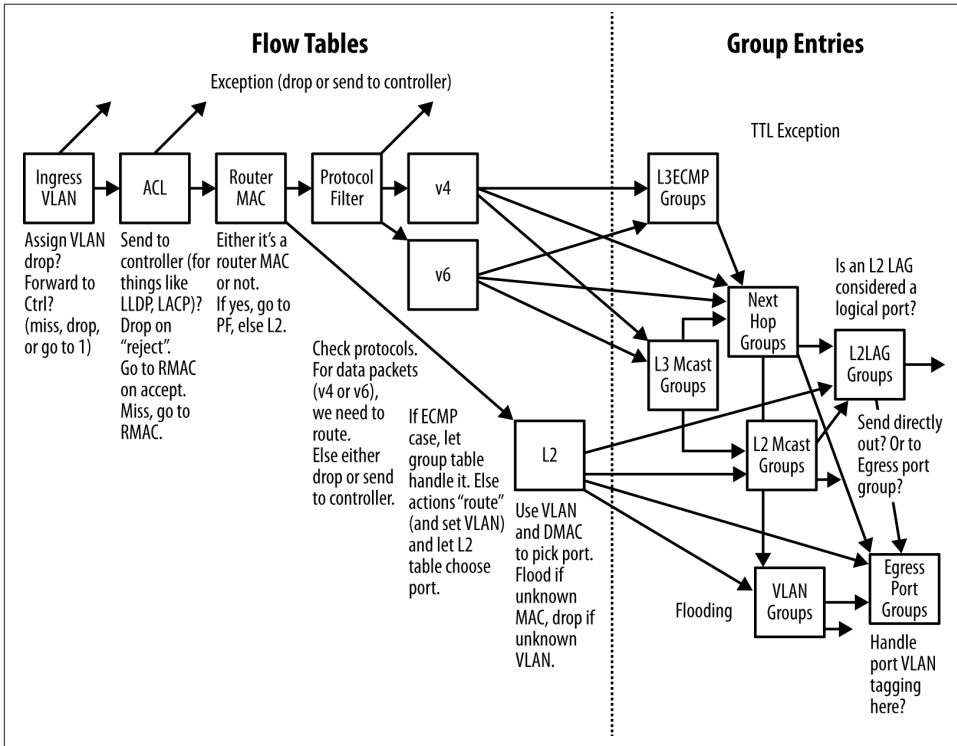 Flow Tables
Group Entries
Exception (drop or send to controller)
TTL Exception
Ingress
VLAN
ACL
Router
MAC
Protocol
Filter
v4
v6
L3ECMP
Groups
Assign VLAN
drop?
Forward to
Ctrl?
(miss, drop,
or go to 1)
Send to
controller (for
things like
LLDP, LACP)?
Drop on
“reject”.
Go to RMAC
on accept.
Miss, go to
RMAC.
Either it’s a
router MAC
or not.
If yes, go to
PF, else L2.
Check protocols.
For data packets
(v4 or v6),
we need to
route.
Else either
drop or send
to controller.
If ECMP
case, let
group table
handle it. Else
actions “route”
(and set VLAN)
and let L2
table choose
port.
L2
Use VLAN
and DMAC
to pick port.
Flood if
unknown
MAC, drop if
unknown
VLAN.
Next
Hop
Groups
L3 Mcast
Groups
Is an L2 LAG
considered a
logical port?
L2LAG
Groups
L2 Mcast
Groups
Send directly
out? Or to
Egress port
group?
Flooding
VLAN
Groups
Egress
Port
Groups
Handle
port VLAN
tagging
here?